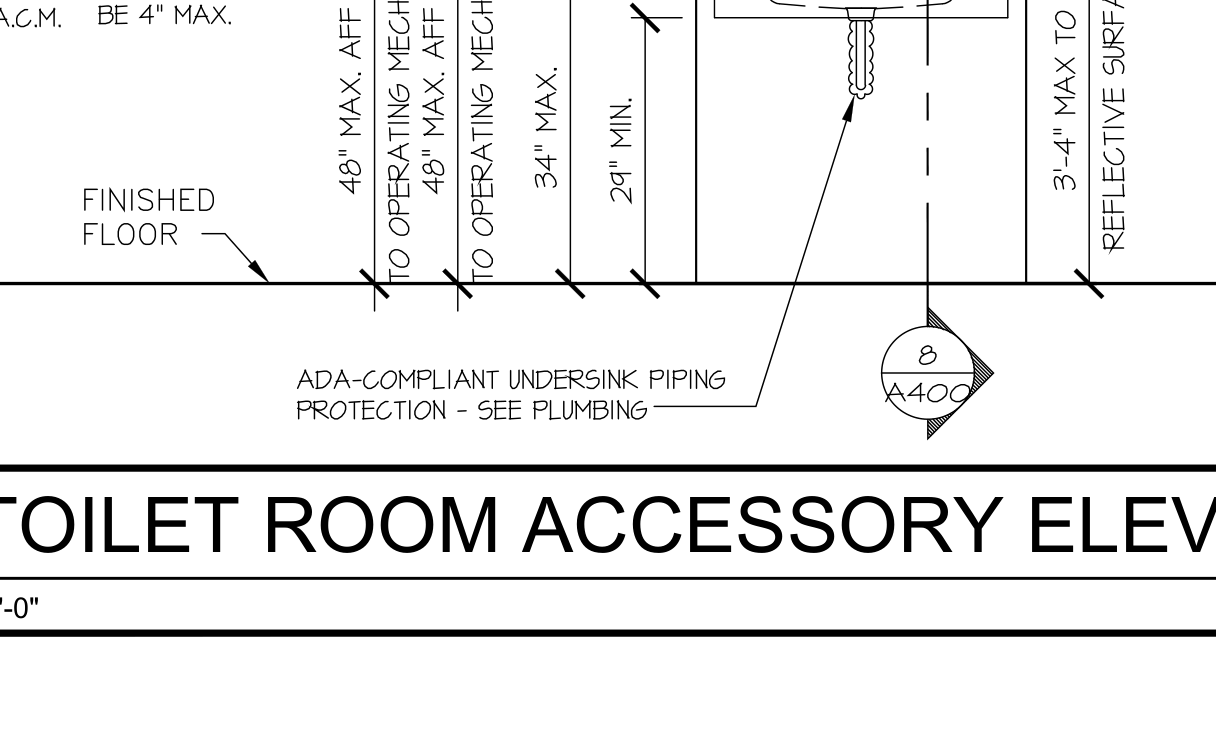 A.C.M.
BE 4" MAX.
48" MAX. AFF
TO OPERATING MECH
48" MAX. AFF
TO OPERATING MECH
34" MAX.
29" MIN.
3'-4" MAX TO
REFLECTIVE SURFA
FINISHED
FLOOR
ADA-COMPLIANT UNDERSINK PIPING
PROTECTION - SEE PLUMBING
8
A400
TOILET ROOM ACCESSORY ELEV
'-0"